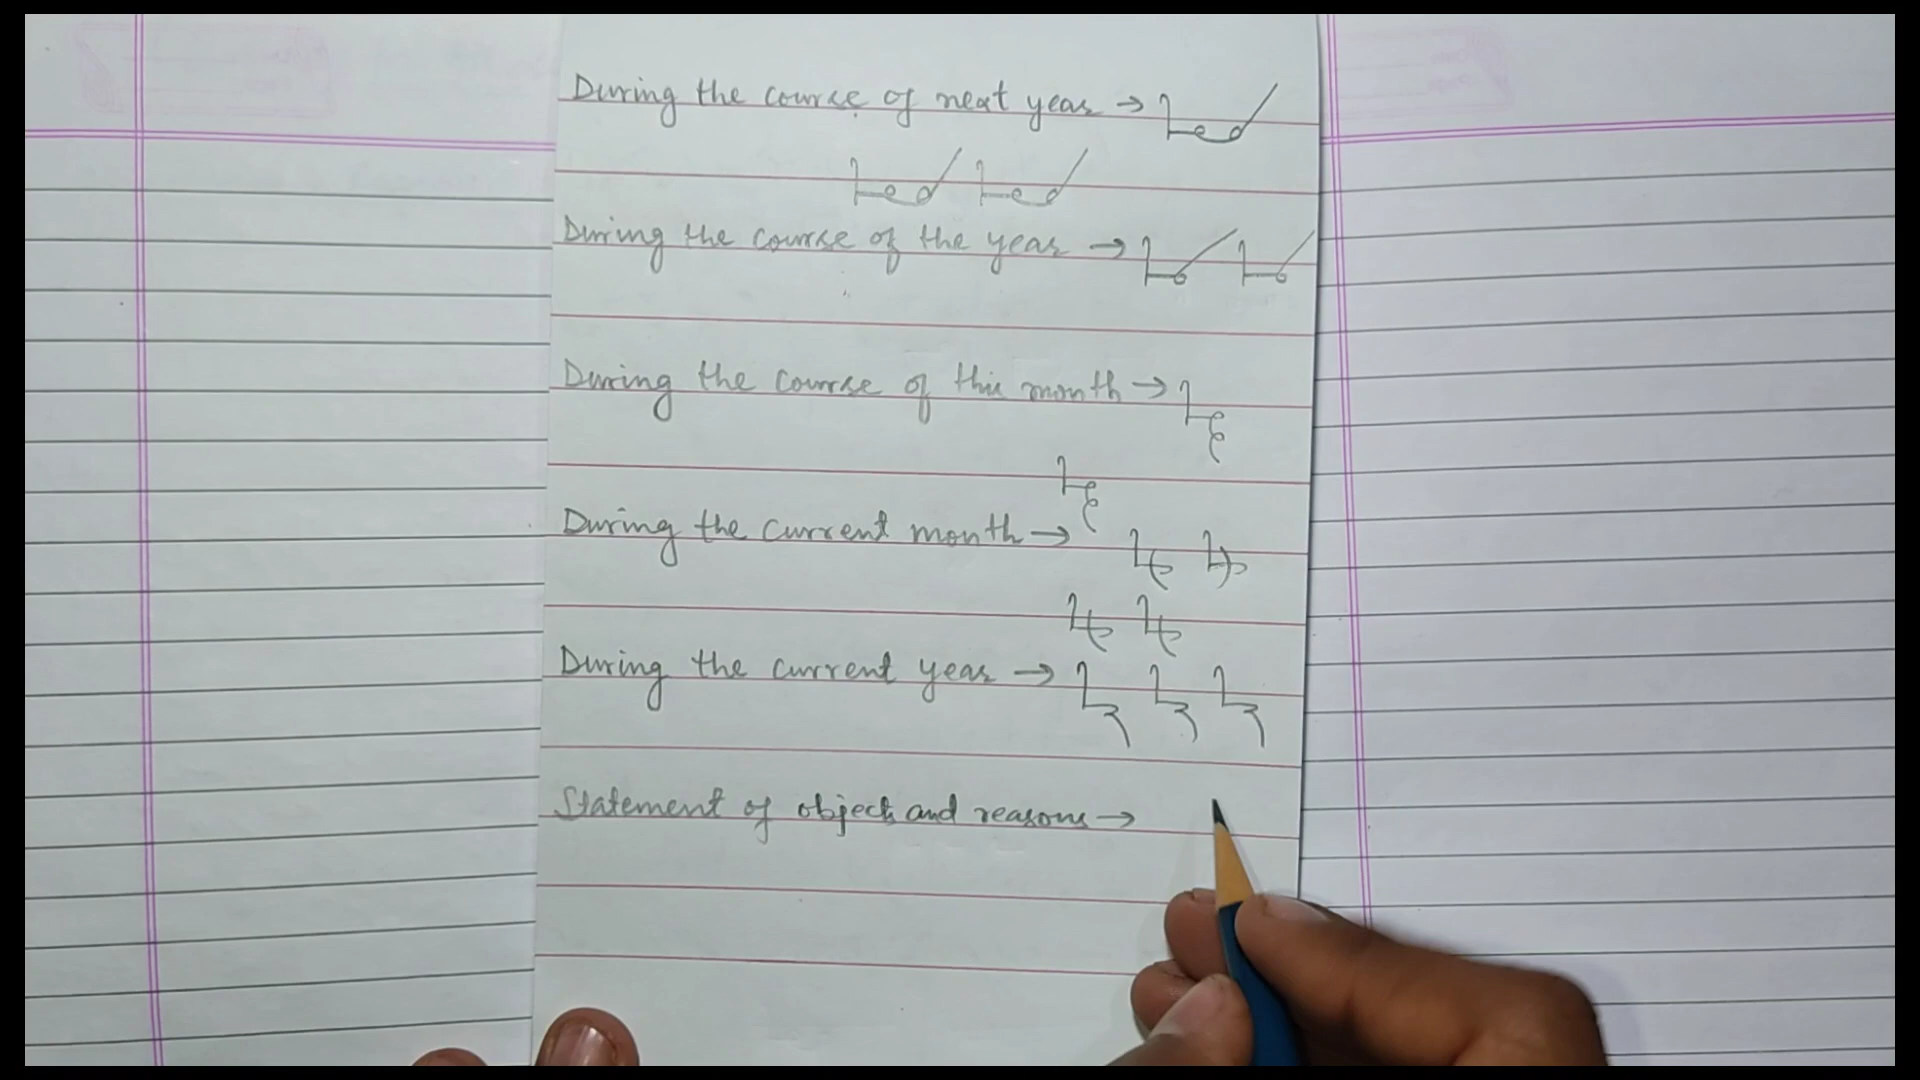 During the course of next year →
During the course of the year →
During the course of this month →
During the current month →
During the current year →
Statement of objects and reasons →